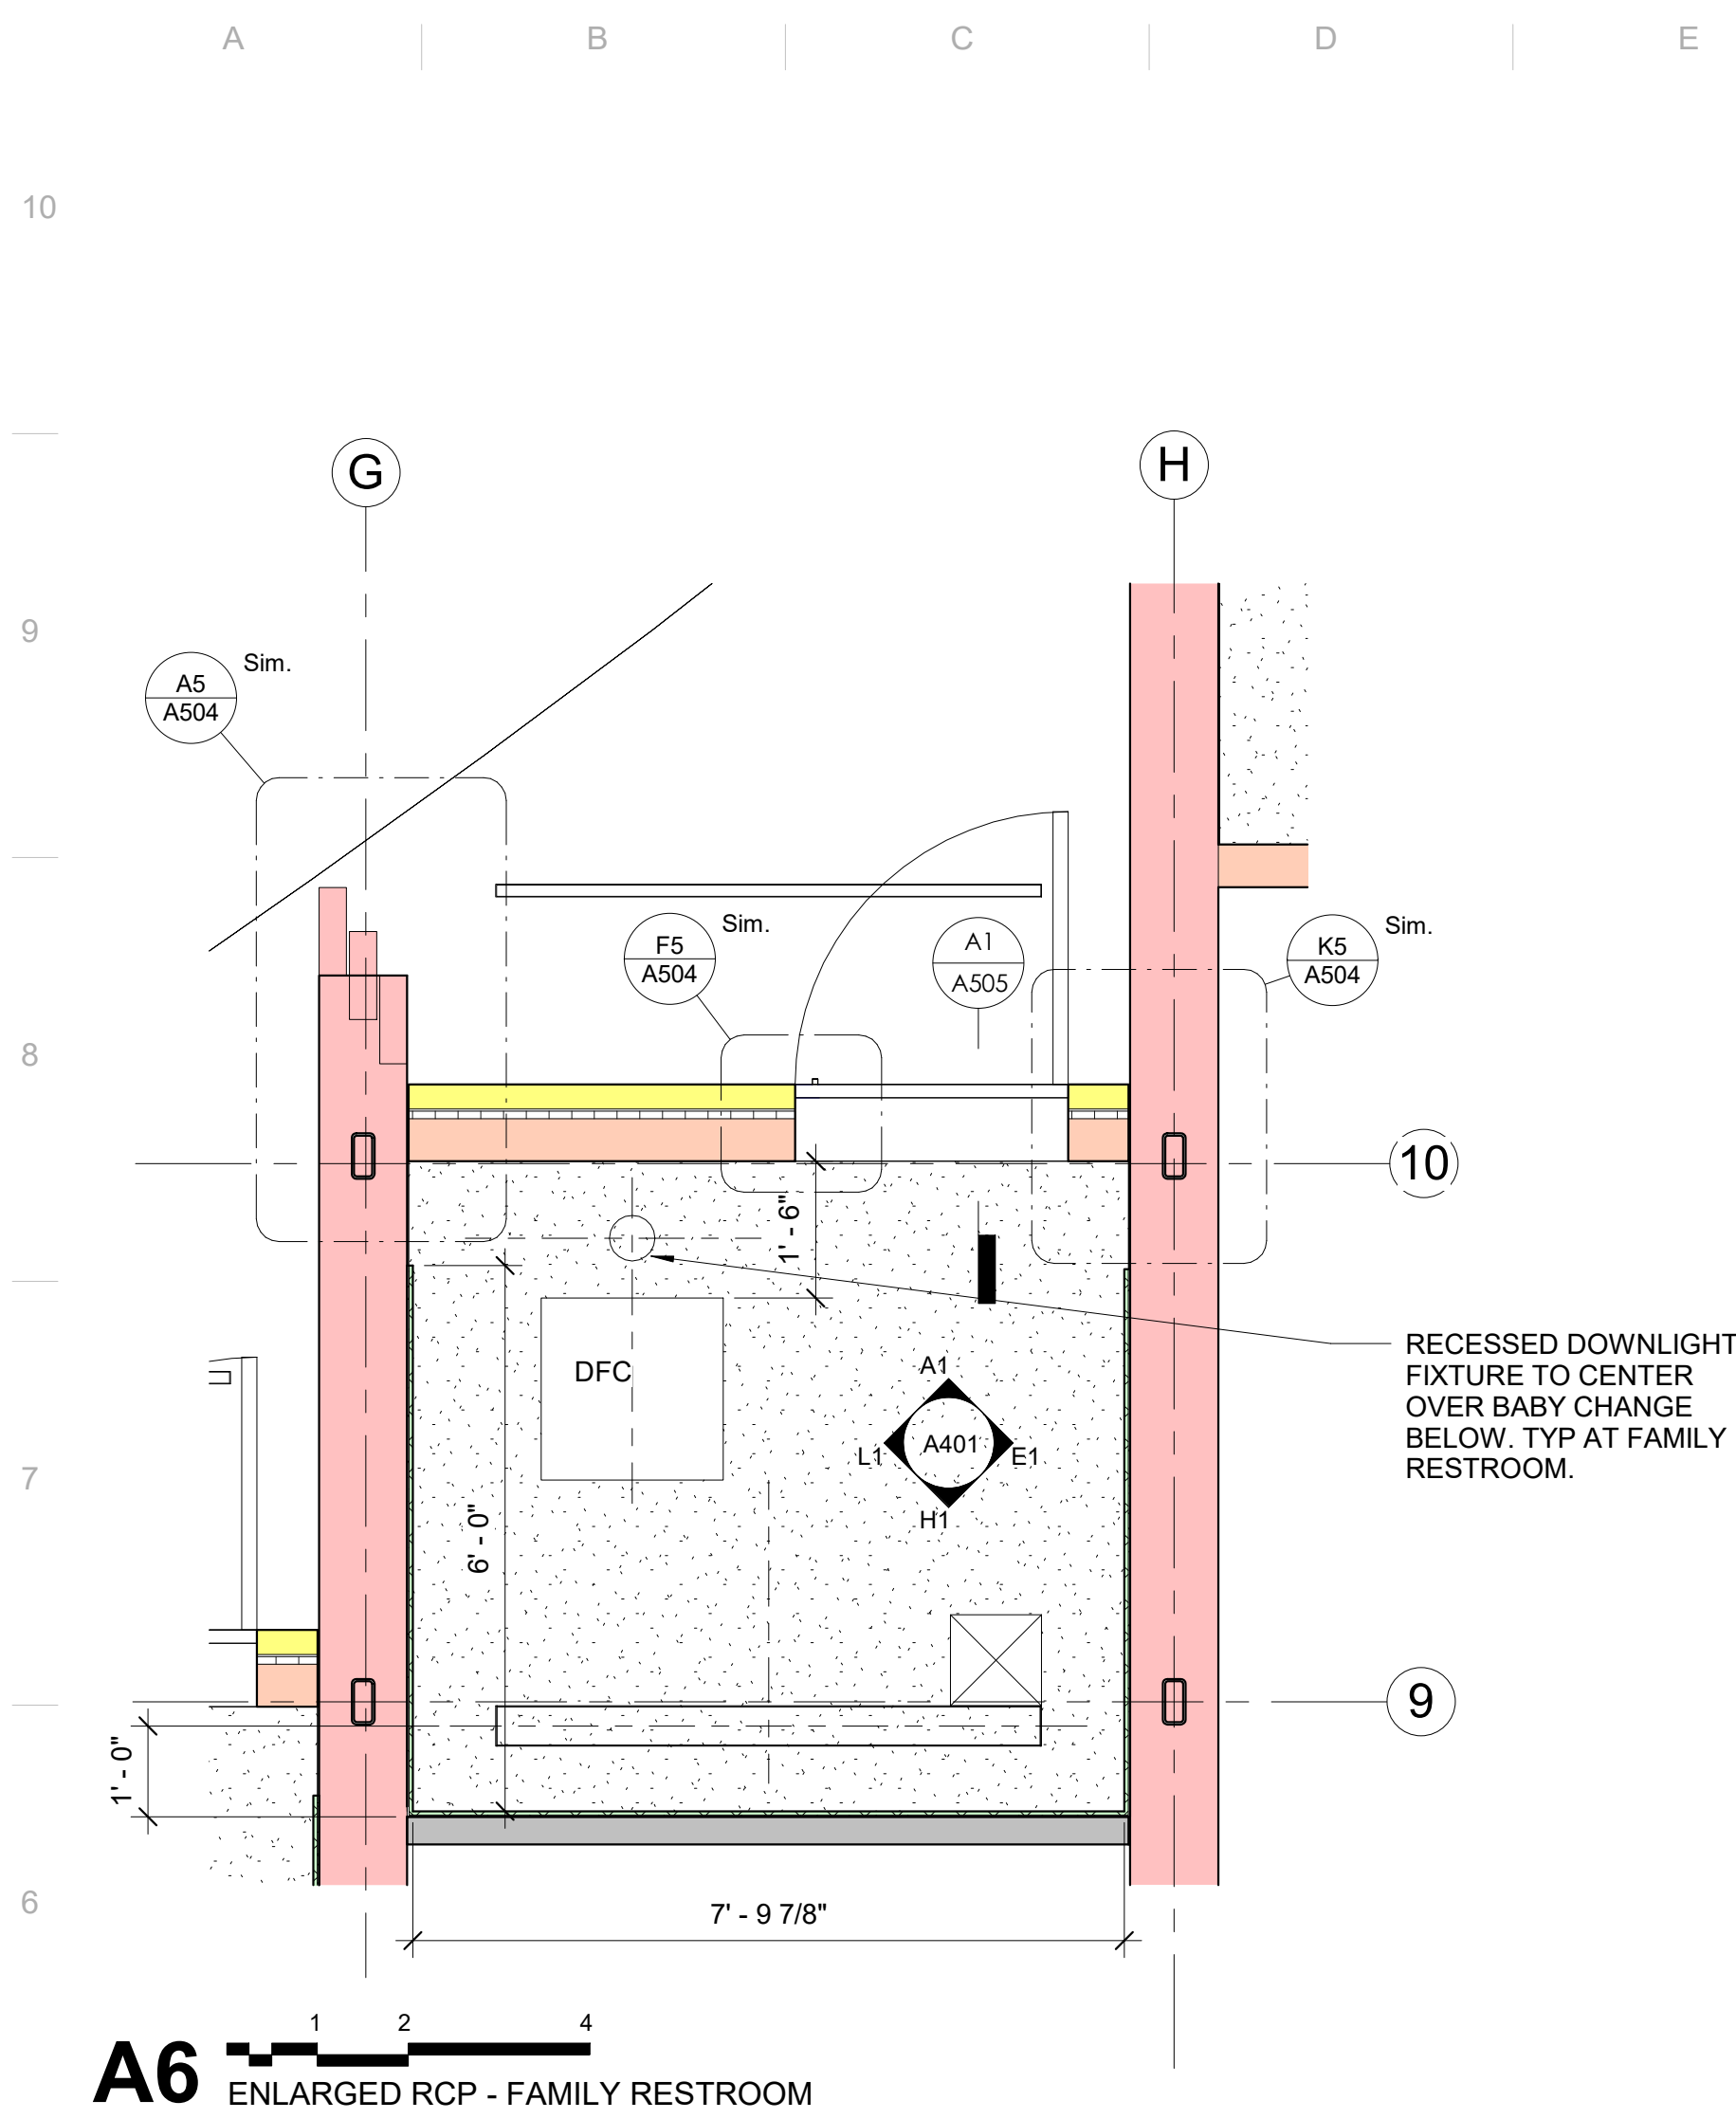 A B C D E
10
G H
9
Sim.
A5
A504
Sim.
F5
A504
A1
A505
Sim.
K5
A504
8
10
1' - 6"
RECESSED DOWNLIGHT
FIXTURE TO CENTER
OVER BABY CHANGE
BELOW. TYP AT FAMILY
RESTROOM.
DFC
A1
L1 A401 E1
H1
7
6' - 0"
9
1' - 0"
6
7' - 9 7/8"
1 2 4
A6
ENLARGED RCP - FAMILY RESTROOM